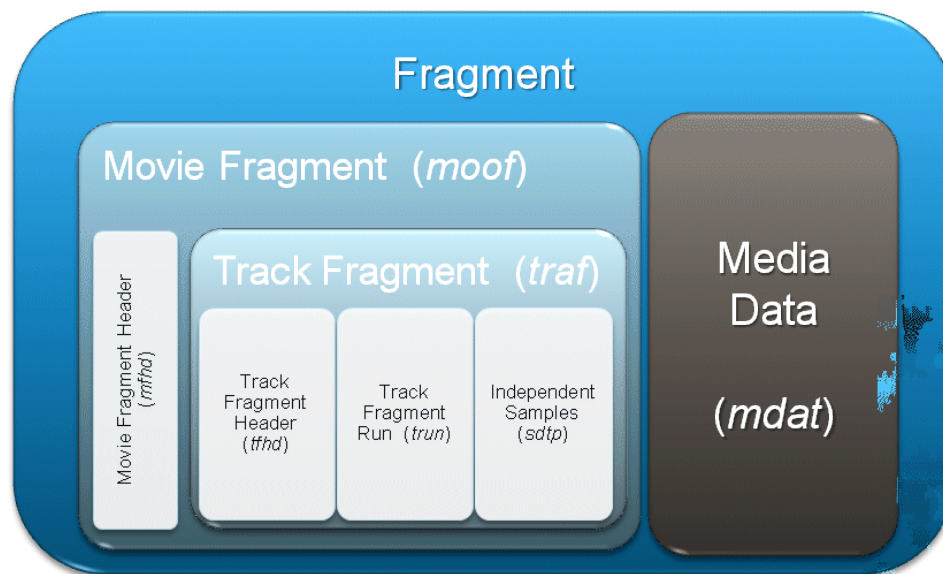 Fragment
Movie Fragment (moof)
Movie Fragment Header
(mfhd)
Track Fragment (traf)
Track
Fragment
Header
(tfhd)
Track
Fragment
Run (trun)
Independent
Samples
(sdtp)
Media
Data
(mdat)